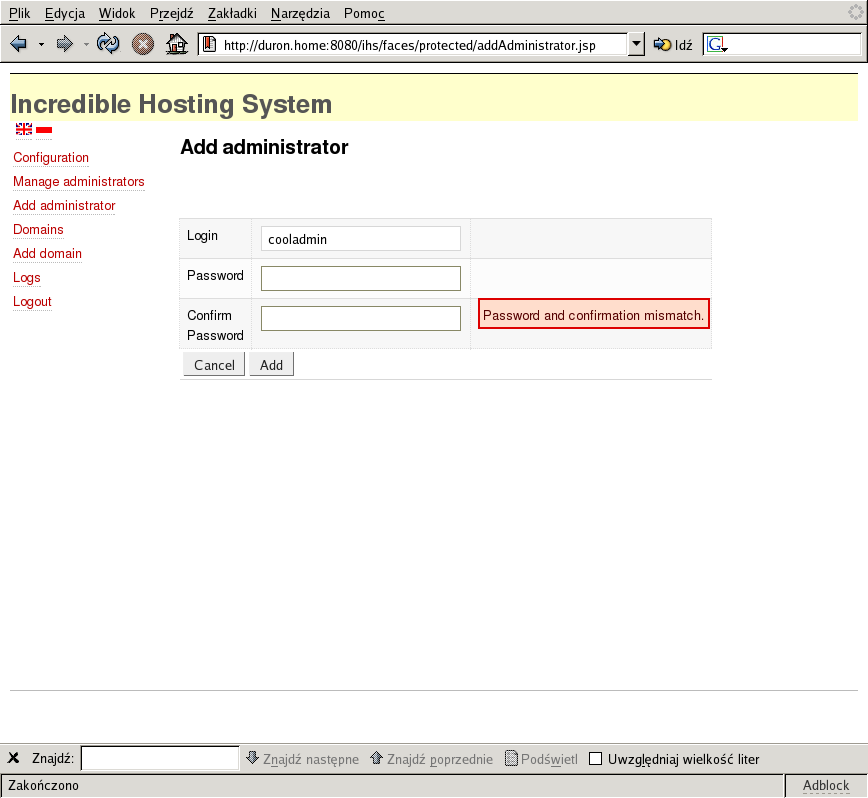 Plik Edycja Widok Przejdź Zakładki Narzędzia Pomoc
http://duron.home:8080/ihs/faces/protected/addAdministrator.jsp Idź G
Incredible Hosting System
Add administrator
Configuration
Manage administrators
Add administrator
Domains
Add domain
Logs
Logout
Login cooladmin
Password
Confirm Password and confirmation mismatch.
Password
Cancel Add
Znajdź: Znajdź następne Znajdź poprzednie Podświetl Uwzględniaj wielkość liter
Zakończono Adblock